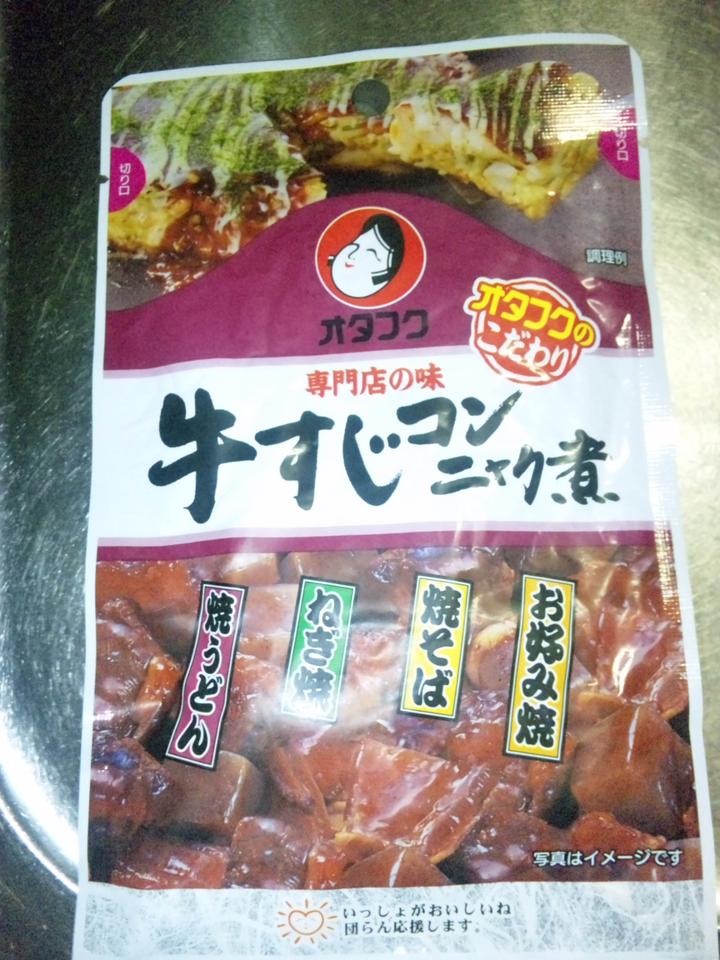 切り口
切り口
調理例
オタフク
オタフクの
こだわり
専門店の味
牛すじコンニャク煮
お好み焼
焼そば
ねぎ焼
焼うどん
写真はイメージです
いっしょがおいしいね
団らん応援します。